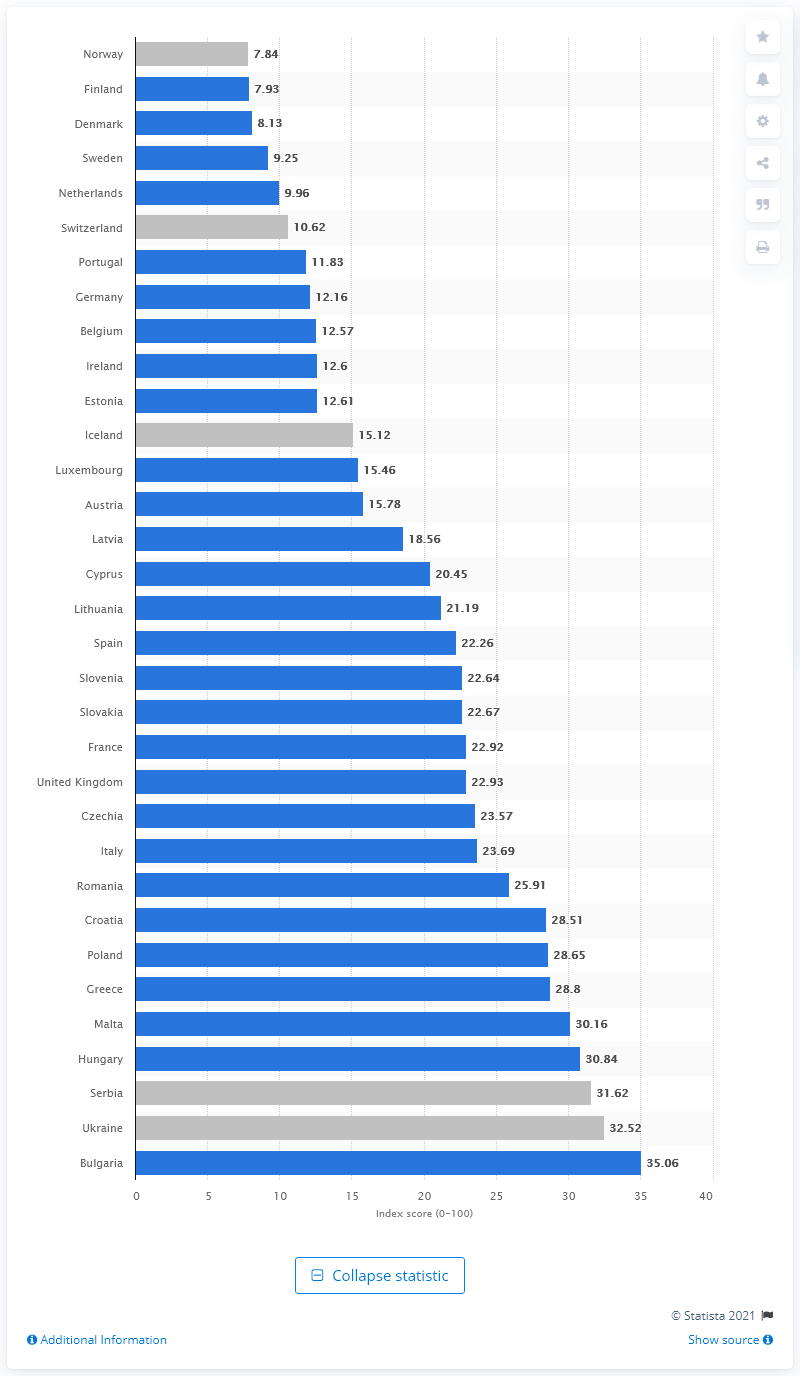 Norway 7.84
Finland 7.93
Denmark 8.13
Sweden 9.25
Netherlands 9.96
Switzerland 10.62
Portugal 11.83
Germany 12.16
Belgium 12.57
Ireland 12.6
Estonia 12.61
Iceland 15.12
Luxembourg 15.46
Austria 15.78
Latvia 18.56
Cyprus 20.45
Lithuania 21.19
Spain 22.26
Slovenia 22.64
Slovakia 22.67
France 22.92
United Kingdom 22.93
Czechia 23.57
Italy 23.69
Romania 25.91
Croatia 28.51
Poland 28.65
Greece 28.8
Malta 30.16
Hungary 30.84
Serbia 31.62
Ukraine 32.52
Bulgaria 35.06
0 5 10 15 20 25 30 35 40
Index score (0-100)
Collapse statistic
© Statista 2021
Additional Information Show source